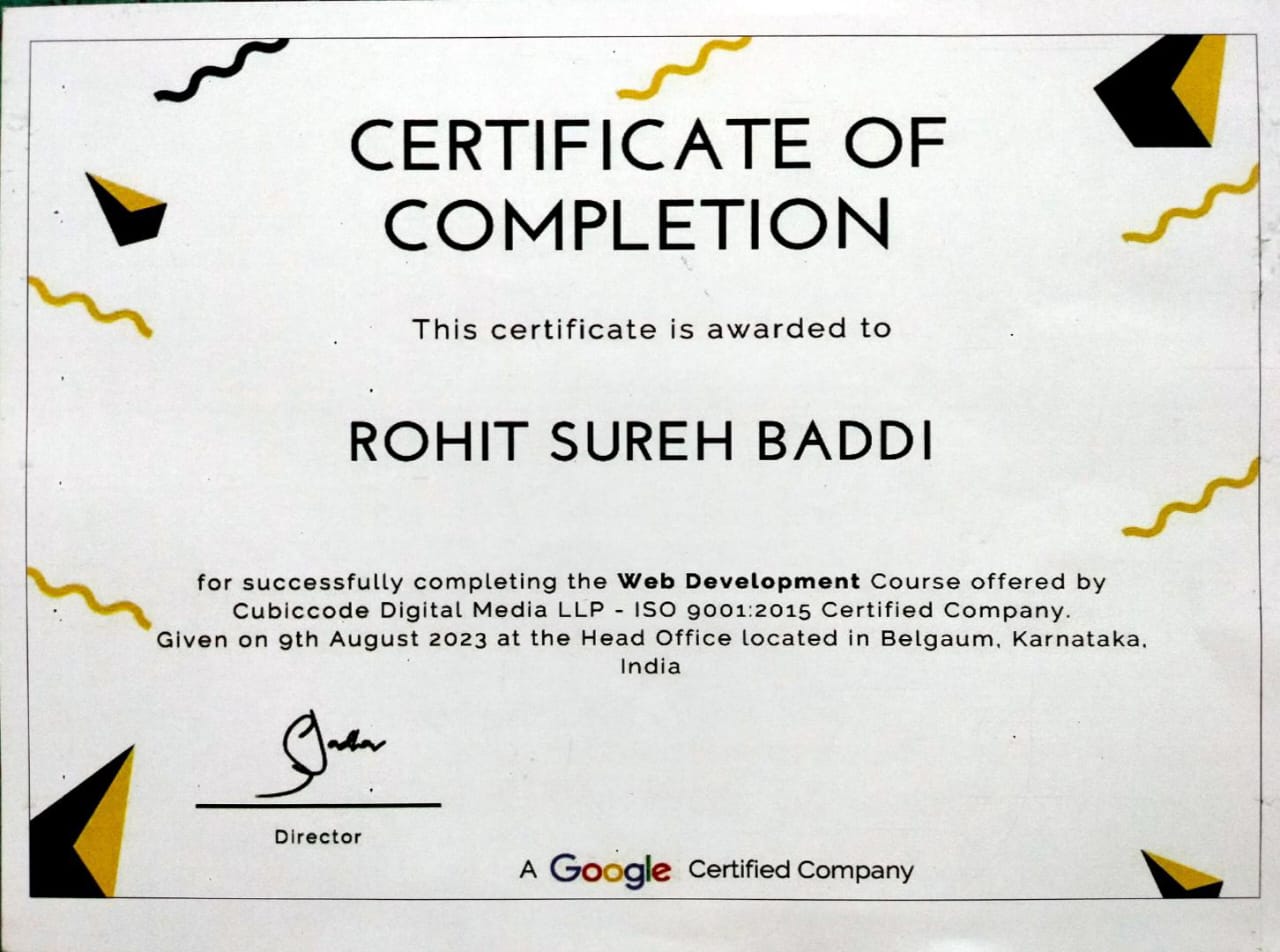 CERTIFICATE OF
COMPLETION
This certificate is awarded to
ROHIT SUREH BADDI
for successfully completing the Web Development Course offered by
Cubiccode Digital Media LLP - ISO 9001:2015 Certified Company.
Given on 9th August 2023 at the Head Office located in Belgaum, Karnataka,
India
Director
A Google Certified Company